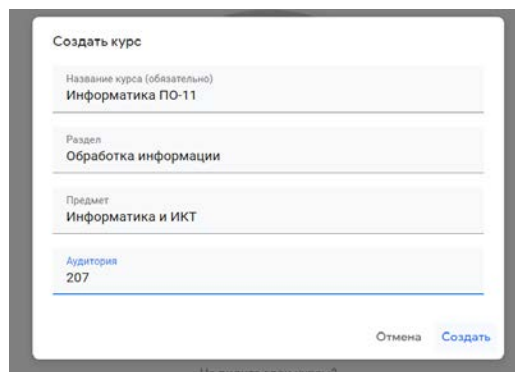 Создать курс
Название курса (обязательно)
Информатика ПО-11
Раздел
Обработка информации
Предмет
Информатика и ИКТ
Аудитория
207
Отмена Создать